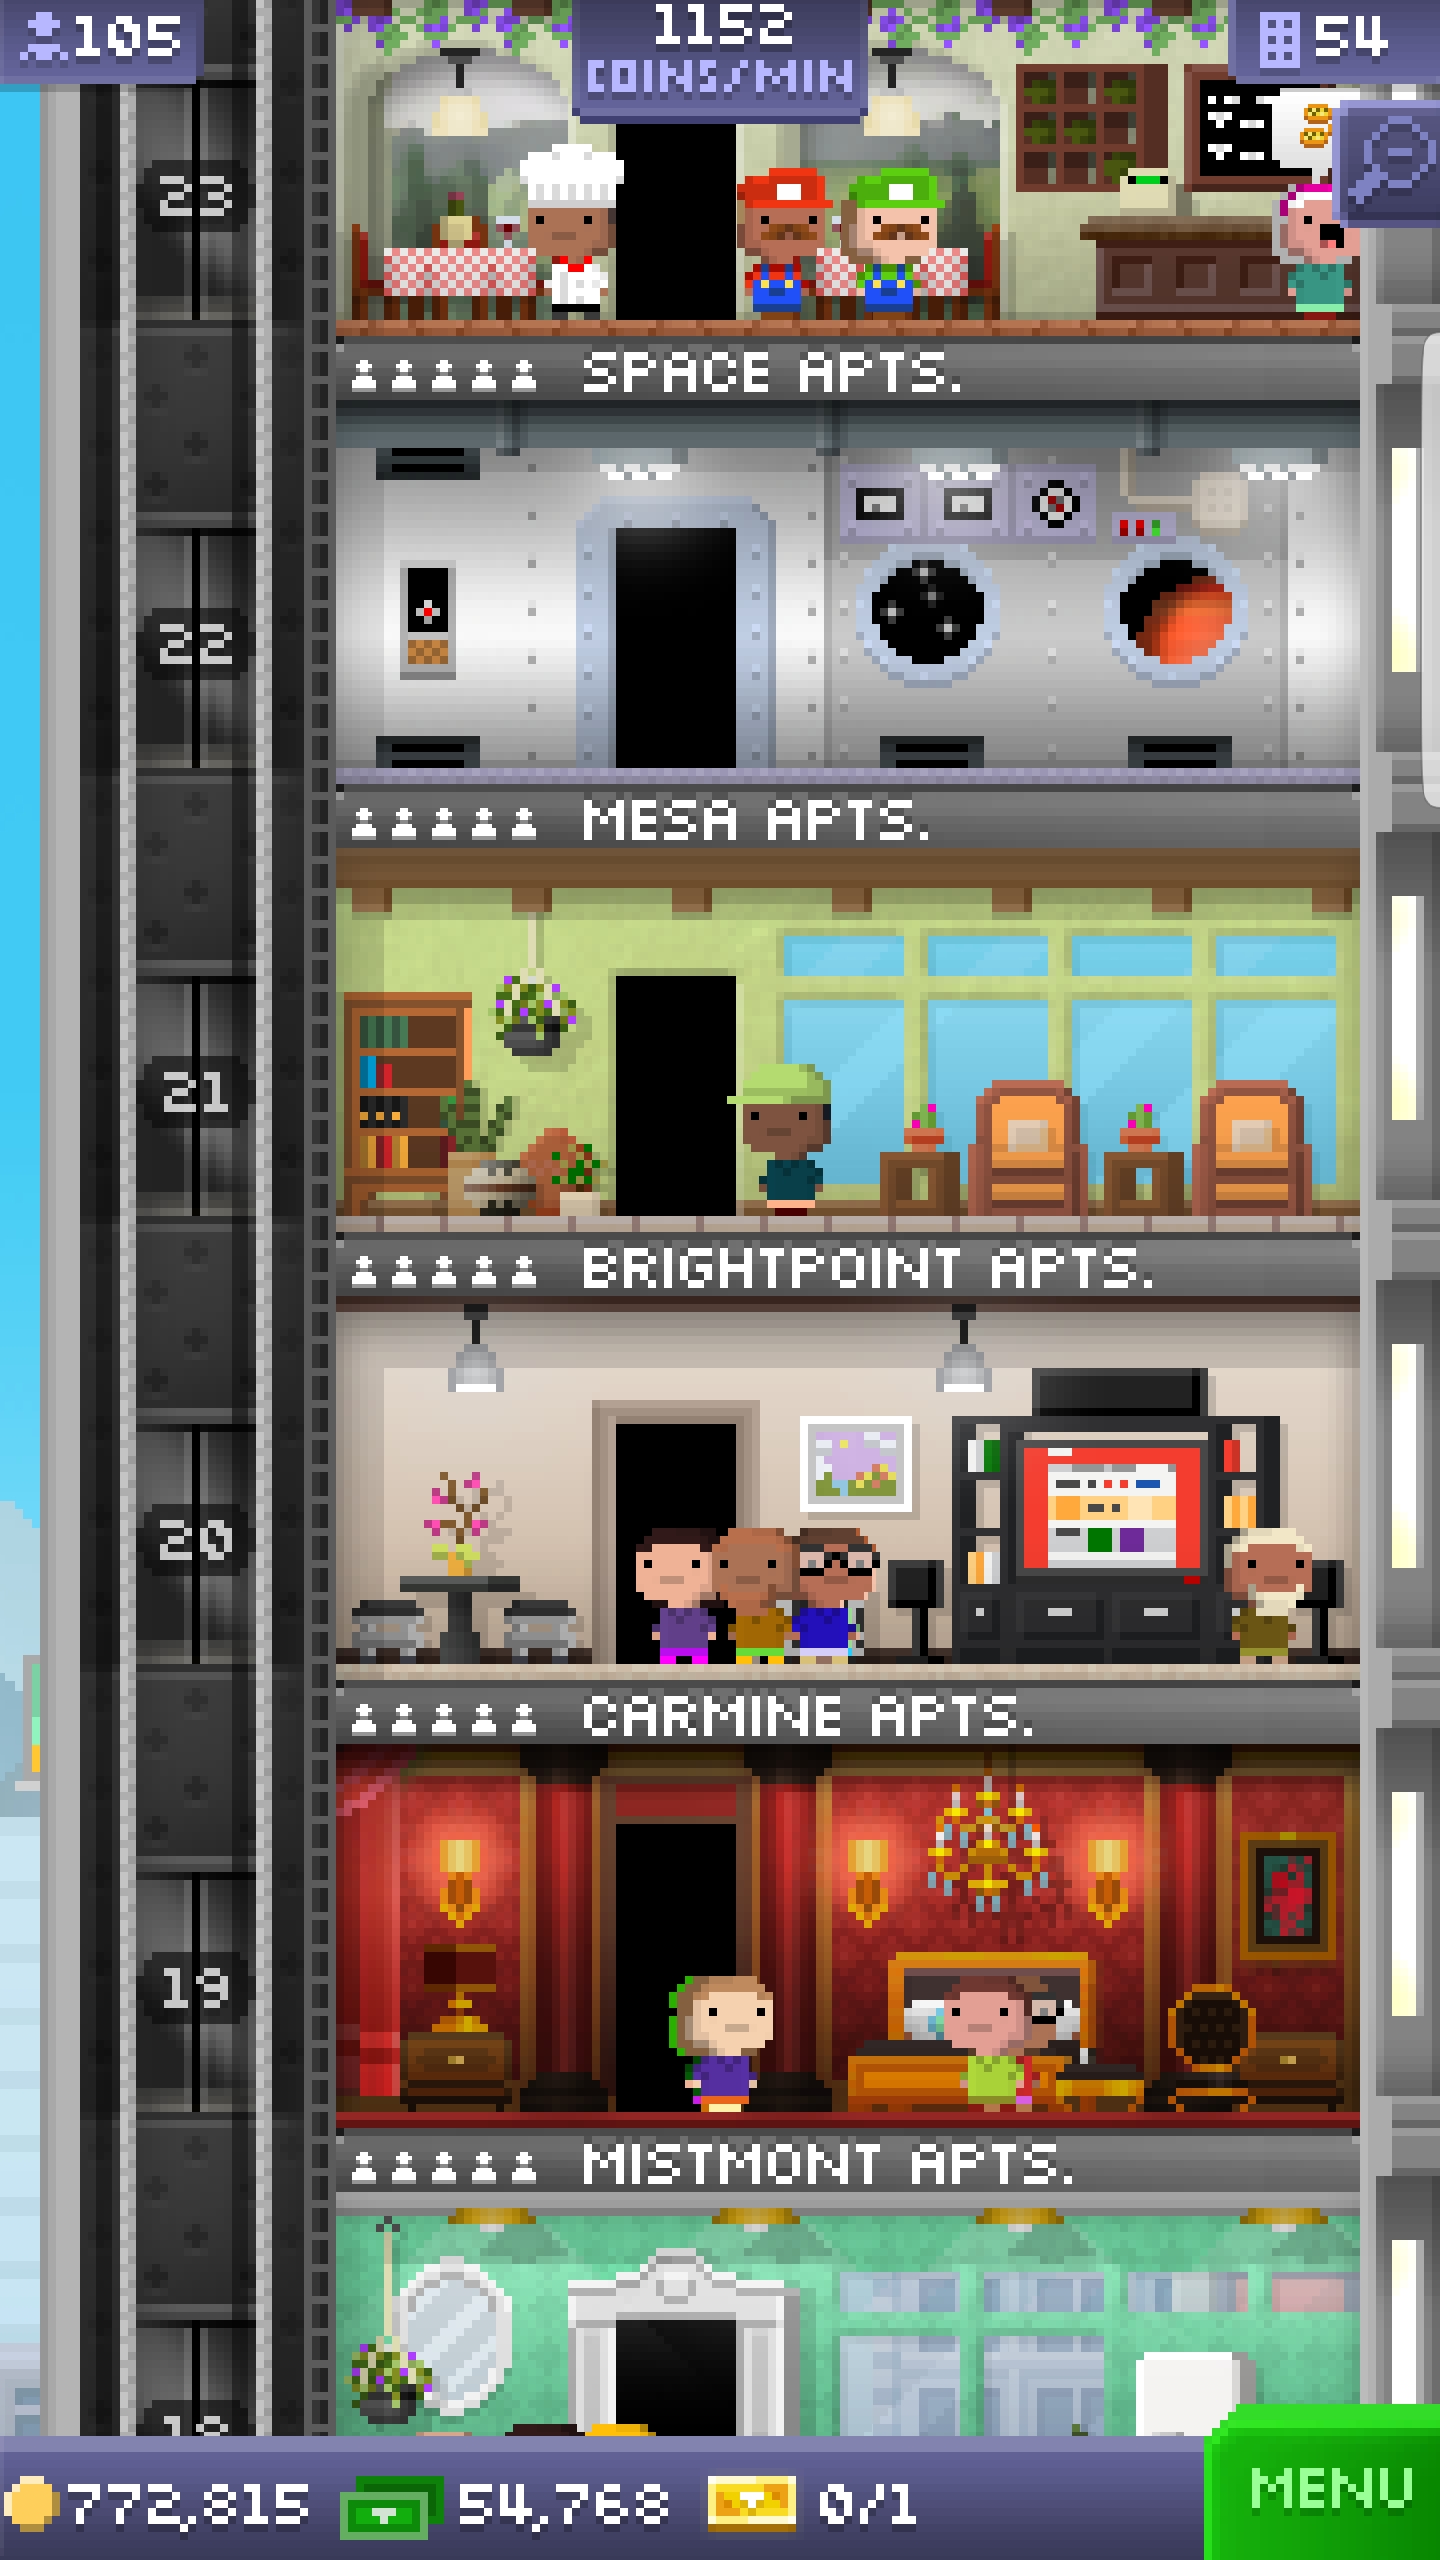 105
1152
COINS/MIN
54
23
SPACE APTS.
22
MESA APTS.
21
BRIGHTPOINT APTS.
20
CARMINE APTS.
19
MISTMONT APTS.
18
772,815
54,768
0/1
MENU